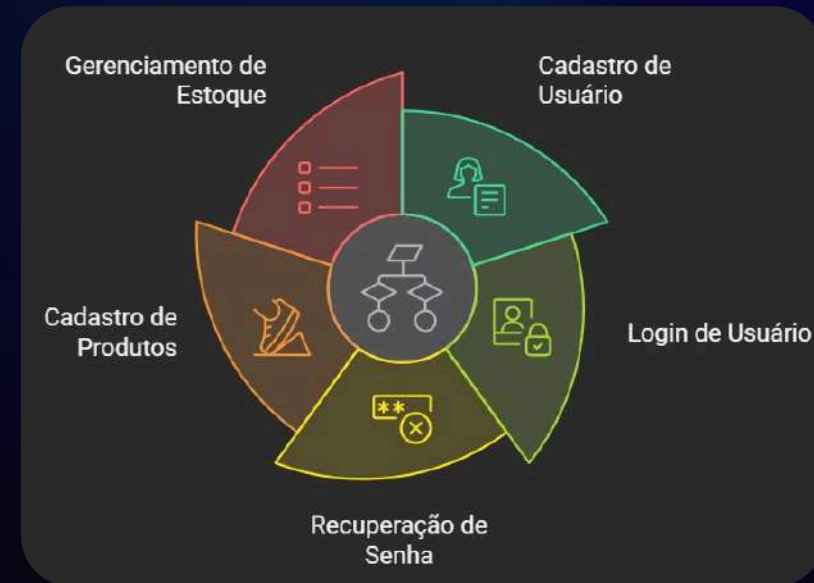 Gerenciamento de
Estoque
Cadastro de
Usuário
Login de Usuário
Recuperação de
Senha
Cadastro de
Produtos
**